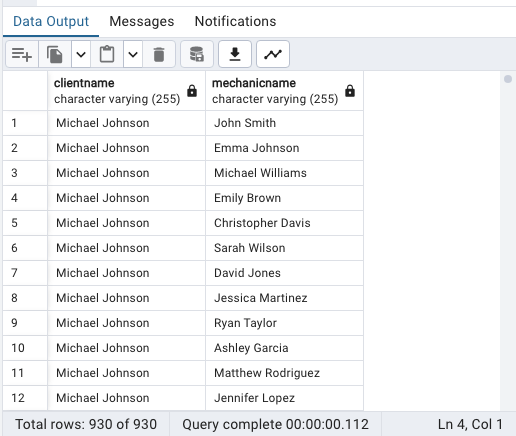 Data Output Messages Notifications
clientname mechanicname
character varying (255) character varying (255)
1 Michael Johnson John Smith
2 Michael Johnson Emma Johnson
3 Michael Johnson Michael Williams
4 Michael Johnson Emily Brown
5 Michael Johnson Christopher Davis
6 Michael Johnson Sarah Wilson
7 Michael Johnson David Jones
8 Michael Johnson Jessica Martinez
9 Michael Johnson Ryan Taylor
10 Michael Johnson Ashley Garcia
11 Michael Johnson Matthew Rodriguez
12 Michael Johnson Jennifer Lopez
Total rows: 930 of 930 Query complete 00:00:00.112 Ln 4, Col 1